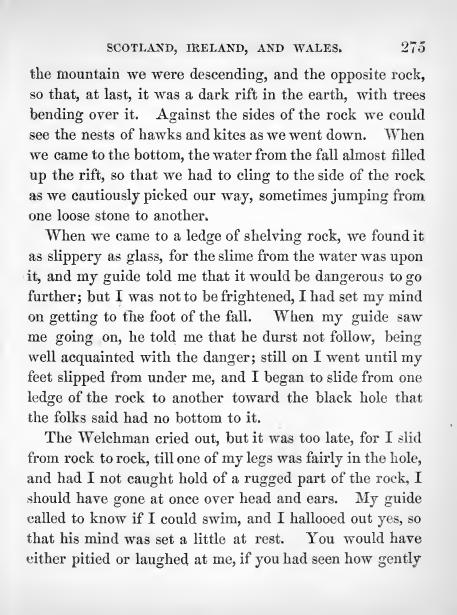 SCOTLAND, IRELAND, AND WALES. 275
the mountain we were descending, and the opposite rock,
so that, at last, it was a dark rift in the earth, with trees
bending over it. Against the sides of the rock we could
see the nests of hawks and kites as we went down. When
we came to the bottom, the water from the fall almost filled
up the rift, so that we had to cling to the side of the rock
as we cautiously picked our way, sometimes jumping from
one loose stone to another.
When we came to a ledge of shelving rock, we found it
as slippery as glass, for the slime from the water was upon
it, and my guide told me that it would be dangerous to go
further; but I was not to be frightened, I had set my mind
on getting to the foot of the fall. When my guide saw
me going on, he told me that he durst not follow, being
well acquainted with the danger; still on I went until my
feet slipped from under me, and I began to slide from one
ledge of the rock to another toward the black hole that
the folks said had no bottom to it.
The Welchman cried out, but it was too late, for I slid
from rock to rock, till one of my legs was fairly in the hole,
and had I not caught hold of a rugged part of the rock, I
should have gone at once over head and ears. My guide
called to know if I could swim, and I hallooed out yes, so
that his mind was set a little at rest. You would have
either pitied or laughed at me, if you had seen how gently